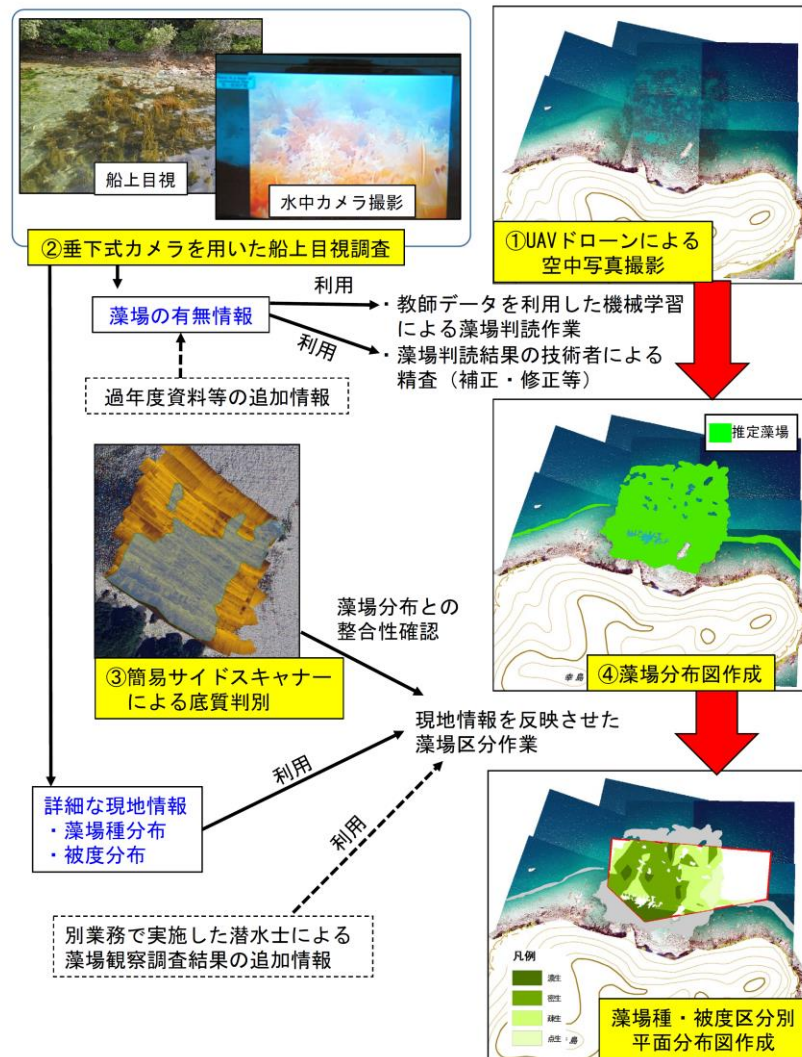 船上目視
水中カメラ撮影
②垂下式カメラを用いた船上目視調査
①UAVドローンによる
空中写真撮影
藻場の有無情報
利用
利用
・教師データを利用した機械学習
による藻場判読作業
・藻場判読結果の技術者による
精査（補正・修正等）
過年度資料等の追加情報
推定藻場
藻場分布との
整合性確認
③簡易サイドスキャナー
による底質判別
幸島
④藻場分布図作成
現地情報を反映させた
藻場区分作業
利用
詳細な現地情報
・藻場種分布
・被度分布
利用
別業務で実施した潜水士による
藻場観察調査結果の追加情報
凡例
濃生
密生
疎生
点生
島
藻場種・被度区分別
平面分布図作成